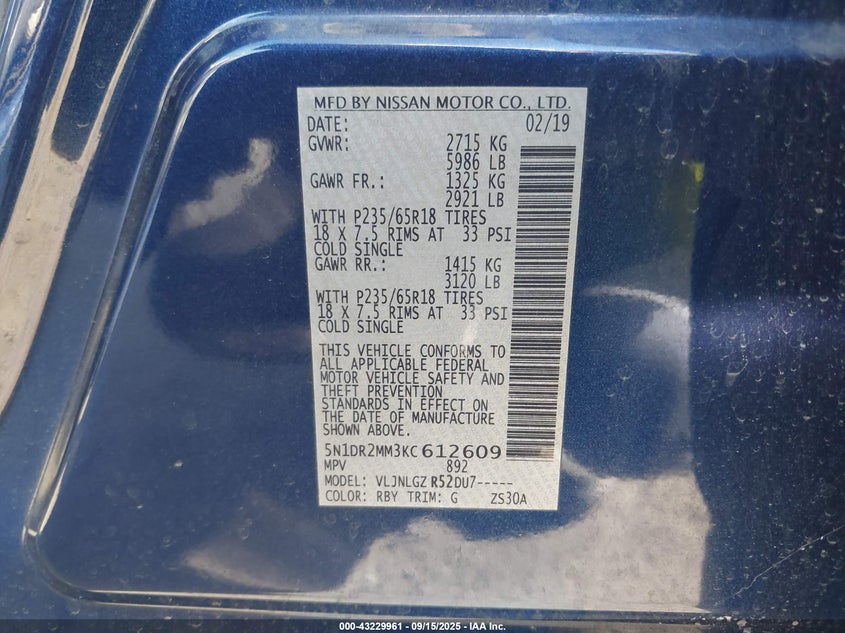 MFD BY NISSAN MOTOR CO., LTD.
DATE: 02/19
GVWR: 2715 KG
5986 LB
GAWR FR.: 1325 KG
2921 LB
WITH P235/65R18 TIRES
18 X 7.5 RIMS AT 33 PSI
COLD SINGLE
GAWR RR.: 1415 KG
3120 LB
WITH P235/65R18 TIRES
18 X 7.5 RIMS AT 33 PSI
COLD SINGLE
THIS VEHICLE CONFORMS TO
ALL APPLICABLE FEDERAL
MOTOR VEHICLE SAFETY AND
THEFT PREVENTION
STANDARDS IN EFFECT ON
THE DATE OF MANUFACTURE
SHOWN ABOVE.
5N1DR2MM3KC612609
MPV 892
MODEL: VLJNLGZ R52DU7-----
COLOR: RBY TRIM: G ZS30A
000-43229961 - 09/15/2025 - IAA Inc.